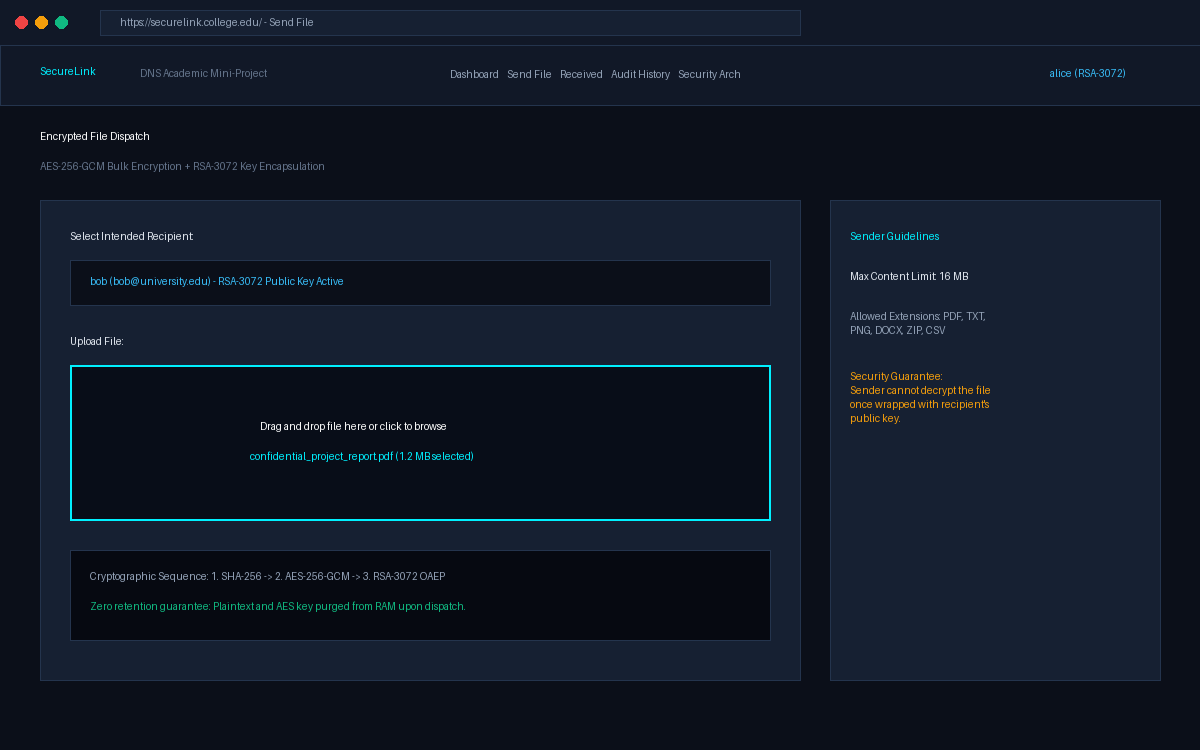 https://securelink.college.edu/ - Send File
SecureLink
DNS Academic Mini-Project
Dashboard Send File Received Audit History Security Arch
alice (RSA-3072)
Encrypted File Dispatch
AES-256-GCM Bulk Encryption + RSA-3072 Key Encapsulation
Select Intended Recipient:
bob (bob@university.edu) - RSA-3072 Public Key Active
Upload File:
Drag and drop file here or click to browse
confidential_project_report.pdf (1.2 MB selected)
Cryptographic Sequence: 1. SHA-256 -> 2. AES-256-GCM -> 3. RSA-3072 OAEP
Zero retention guarantee: Plaintext and AES key purged from RAM upon dispatch.
Sender Guidelines
Max Content Limit: 16 MB
Allowed Extensions: PDF, TXT,
PNG, DOCX, ZIP, CSV
Security Guarantee:
Sender cannot decrypt the file
once wrapped with recipient's
public key.